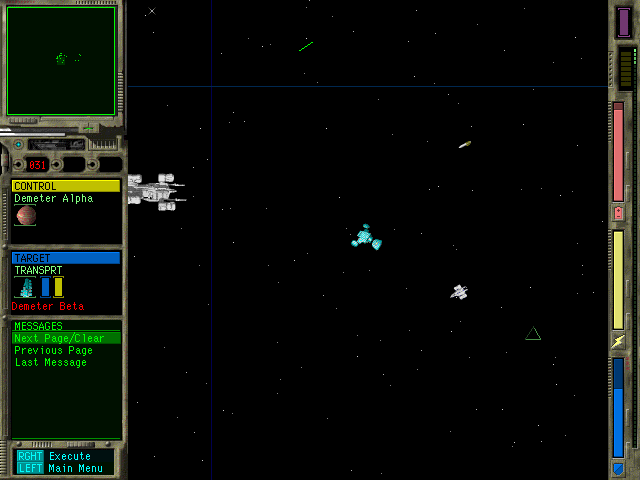 031
CONTROL
Demeter Alpha
TARGET
TRANSPRT
Demeter Beta
MESSAGES
Next Page/Clear
Previous Page
Last Message
RGHT Execute
LEFT Main Menu